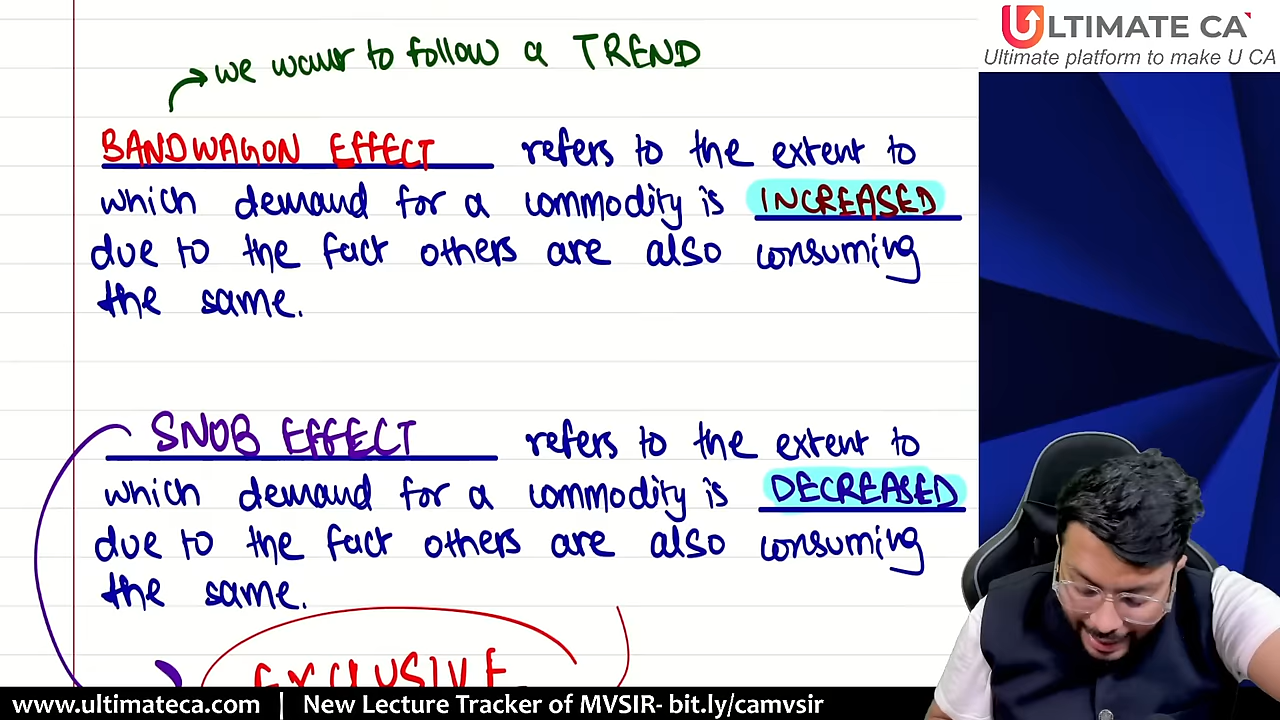 we want to follow a TREND
BANDWAGON EFFECT refers to the extent to
which demand for a commodity is INCREASED
due to the fact others are also consuming
the same.
SNOB EFFECT refers to the extent to
which demand for a commodity is DECREASED
due to the fact others are also consuming
the same.
EXCLUSIVE
ULTIMATE CA
Ultimate platform to make U CA
www.ultimateca.com | New Lecture Tracker of MVSIR- bit.ly/camvsir